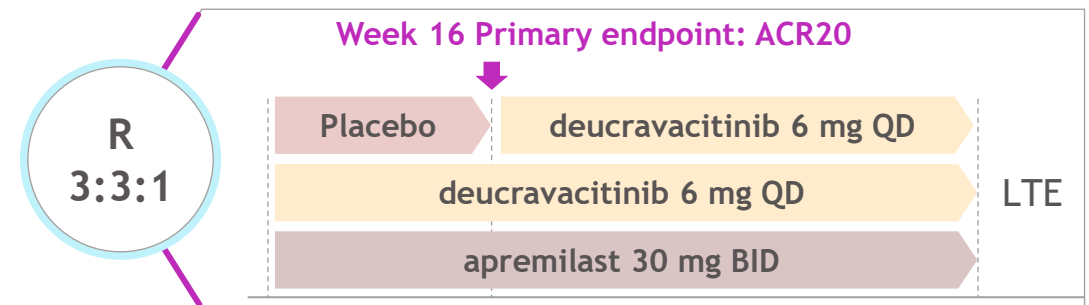 Week 16 Primary endpoint: ACR20
R
3:3:1
Placebo
deucravacitinib 6 mg QD
deucravacitinib 6 mg QD
apremilast 30 mg BID
LTE